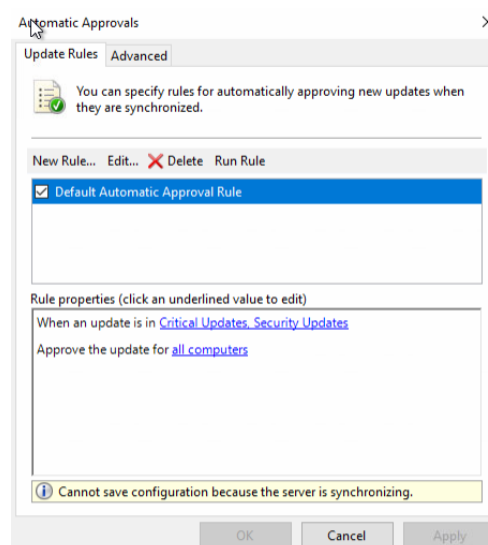 Automatic Approvals
Update Rules Advanced
You can specify rules for automatically approving new updates when
they are synchronized.
New Rule... Edit... Delete Run Rule
Default Automatic Approval Rule
Rule properties (click an underlined value to edit)
When an update is in Critical Updates, Security Updates
Approve the update for all computers
Cannot save configuration because the server is synchronizing.
OK Cancel Apply